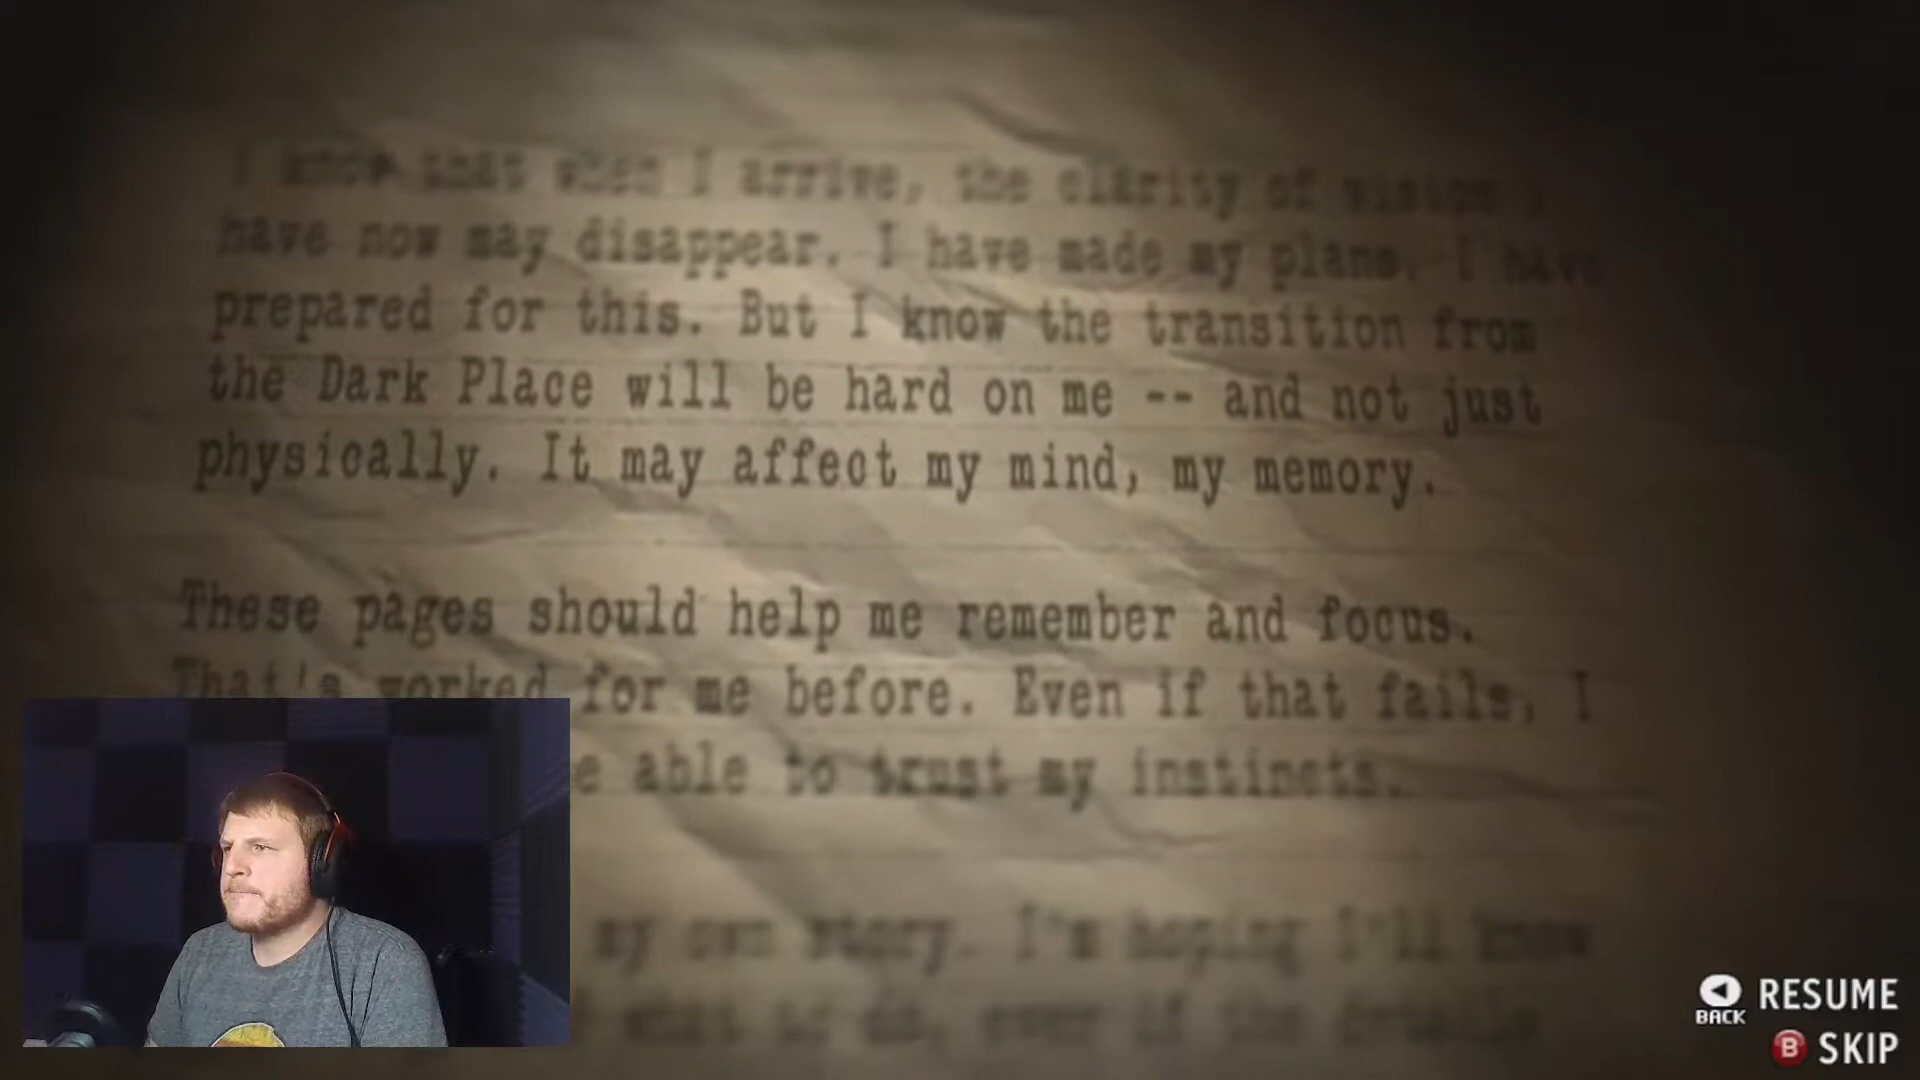 I know that when I arrive, the clarity of vision I
have now may disappear. I have made my plans. I have
prepared for this. But I know the transition from
the Dark Place will be hard on me -- and not just
physically. It may affect my mind, my memory.
These pages should help me remember and focus.
That's worked for me before. Even if that fails, I
able to trust my instincts.
my own story. I'm hoping I'll know
what to do, even if the details
BACK RESUME
B SKIP